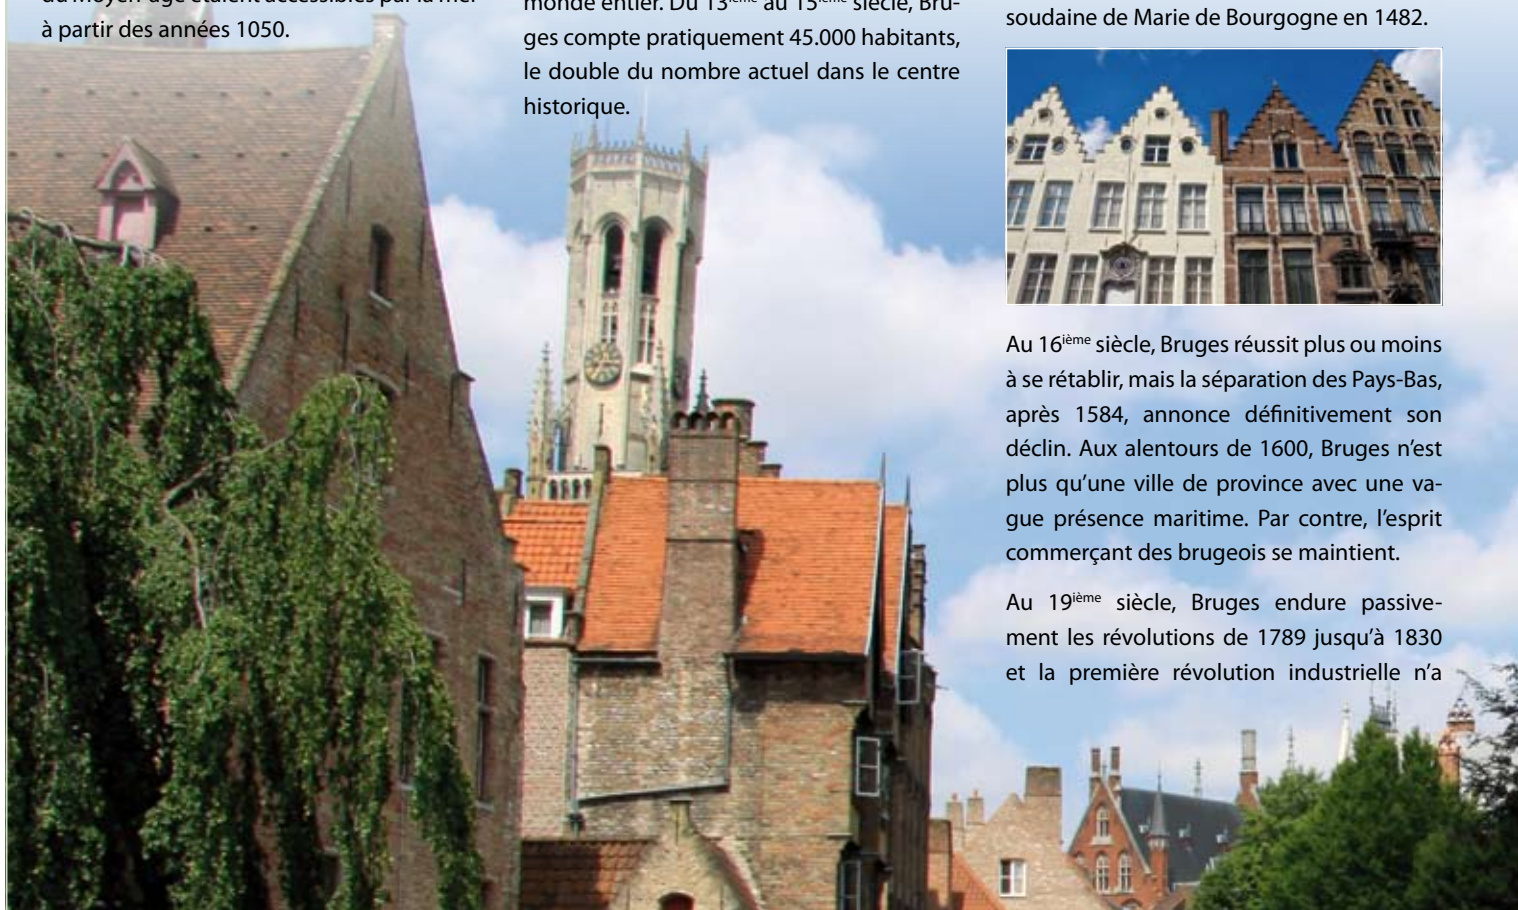 du Moyen-âge étaient accessibles par la mer
à partir des années 1050.
monde entier. Du 13ième au 15ième siècle, Bru-
ges compte pratiquement 45.000 habitants,
le double du nombre actuel dans le centre
historique.
soudaine de Marie de Bourgogne en 1482.
Au 16ième siècle, Bruges réussit plus ou moins
à se rétablir, mais la séparation des Pays-Bas,
après 1584, annonce définitivement son
déclin. Aux alentours de 1600, Bruges n’est
plus qu’une ville de province avec une va-
gue présence maritime. Par contre, l’esprit
commerçant des brugeois se maintient.
Au 19ième siècle, Bruges endure passive-
ment les révolutions de 1789 jusqu’à 1830
et la première révolution industrielle n’a